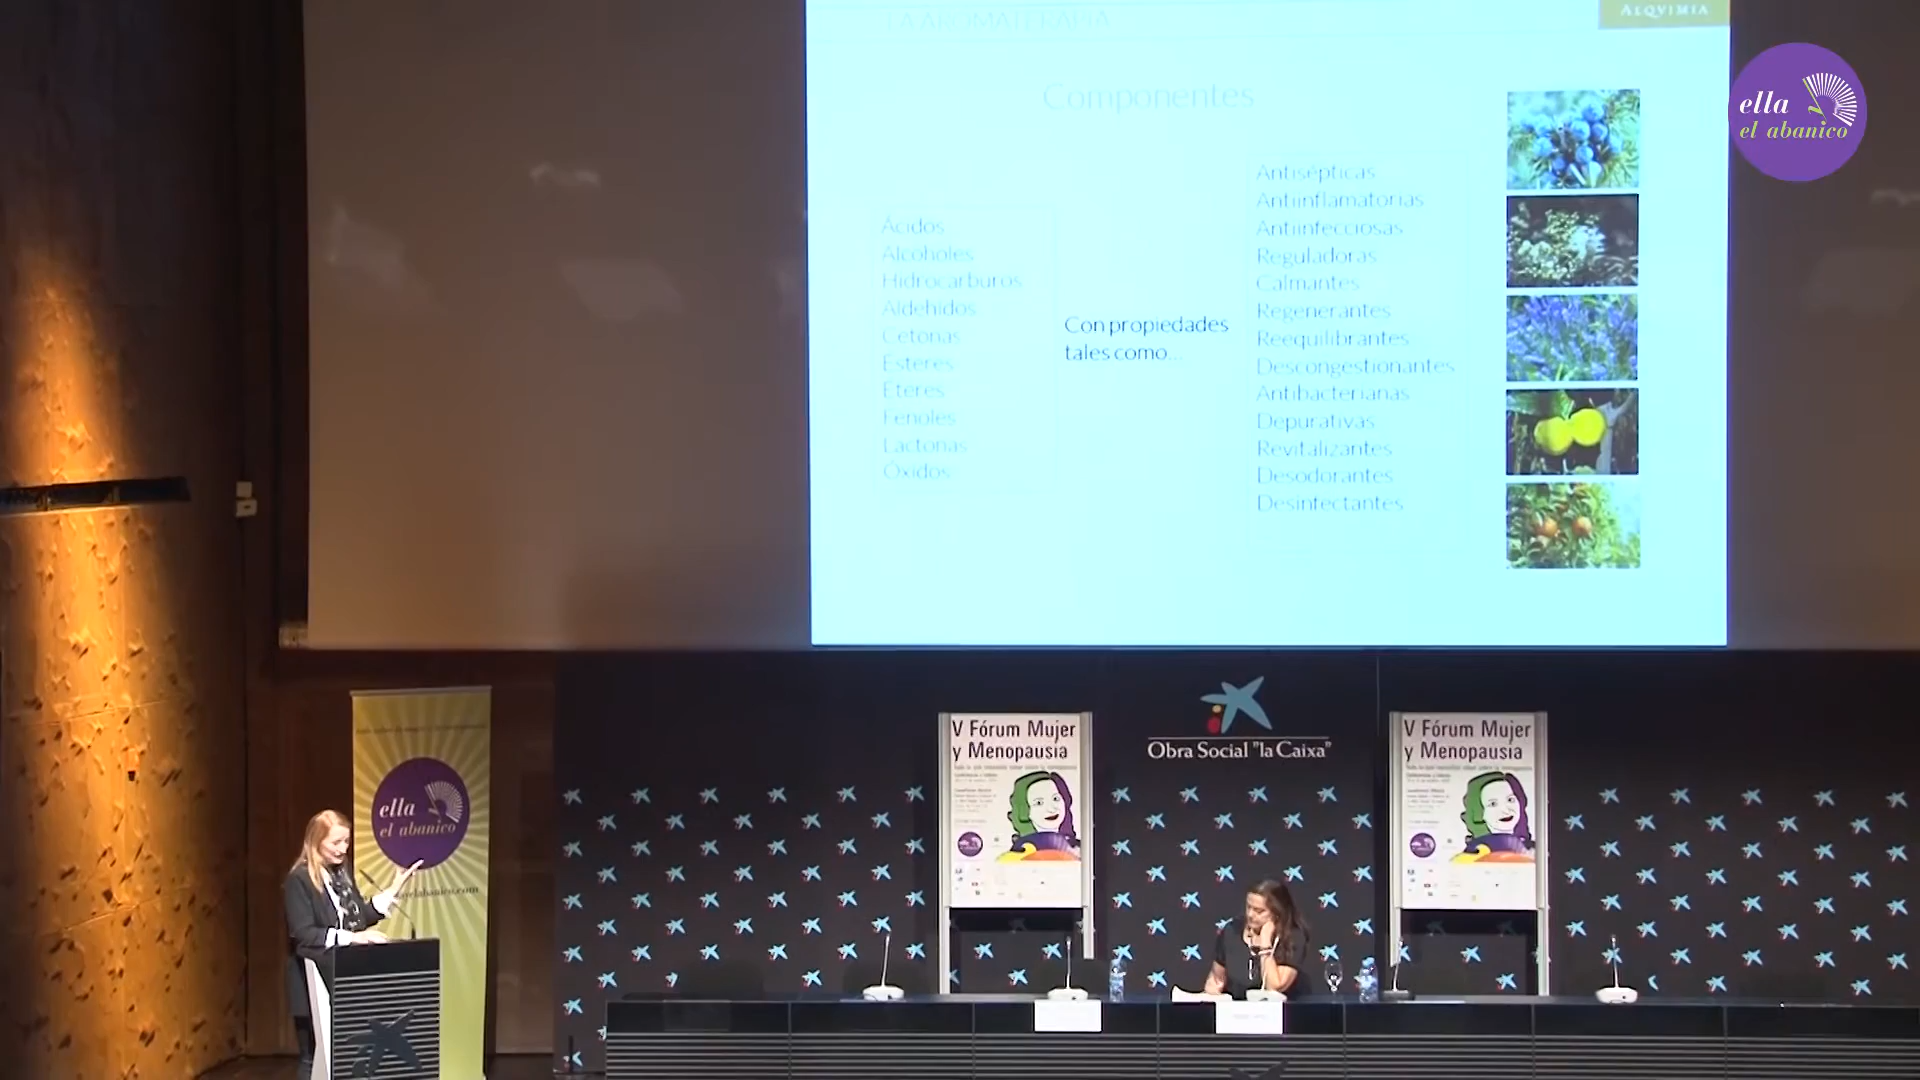 LA AROMATERAPIA
ALQVIMIA
Componentes
Ácidos
Alcoholes
Hidrocarburos
Aldehidos
Cetonas
Ésteres
Éteres
Fenoles
Lactonas
Óxidos
Con propiedades
tales como...
Antisépticas
Antiinflamatorias
Antiinfecciosas
Reguladoras
Calmantes
Regenerantes
Reequilibrantes
Descongestionantes
Antibacterianas
Depurativas
Revitalizantes
Desodorantes
Desinfectantes
ella
el abanico
ella
el abanico
V Fórum Mujer
y Menopausia
Obra Social "la Caixa"
V Fórum Mujer
y Menopausia